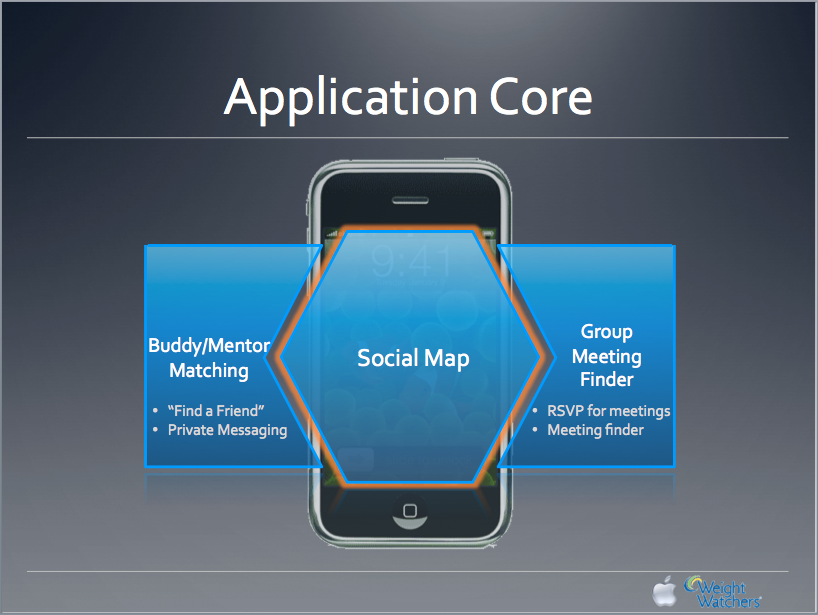 Application Core
9:41
Buddy/Mentor
Matching
• “Find a Friend”
• Private Messaging
Social Map
Group
Meeting
Finder
• RSVP for meetings
• Meeting finder
Weight
Watchers